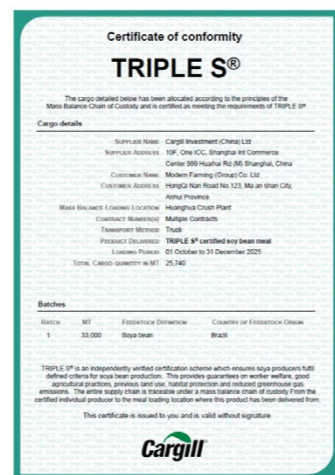 Certificate of conformity
TRIPLE S®
The cargo detailed below has been allocated according to the principles of the
Mass Balance Chain of Custody and is certified as meeting the requirements of TRIPLE S®
Cargo details
SUPPLIER NAME Cargill Investment (China) Ltd
SUPPLIER ADDRESS 10F, One ICC, Shanghai Int Commerce
Center 999 Huaihai Rd (M) Shanghai, China
CUSTOMER NAME Modern Farming (Group) Co. Ltd
CUSTOMER ADDRESS HongQi Nan Road No.123, Ma an shan City,
Anhui Province
MASS BALANCE LOADING LOCATION Huanghua Crush Plant
CONTRACT NUMBER(S) Multiple Contracts
TRANSPORT METHOD Truck
PRODUCT DELIVERED TRIPLE S® certified soy bean meal
LOADING PERIOD 01 October to 31 December 2025
TOTAL CARGO QUANTITY IN MT 25,740
Batches
BATCH MT FEEDSTOCK DEFINITION COUNTRY OF FEEDSTOCK ORIGIN
1 33,000 Soya bean Brazil
TRIPLE S® is an independently verified certification scheme which ensures soya producers fulfil
defined criteria for soya bean production. This provides guarantees on worker welfare, good
agricultural practices, previous land use, habitat protection and reduced greenhouse gas
emissions. The entire supply chain is traceable under a mass balance chain of custody From the
certified individual producer to the meal loading location where this product has been delivered from.
This certificate is issued to you and is valid without signature
Cargill